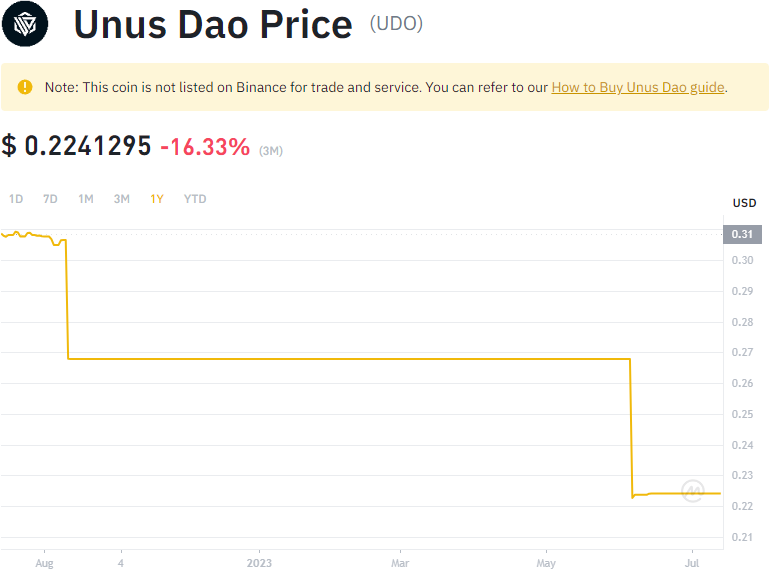 Unus Dao Price (UDO)
Note: This coin is not listed on Binance for trade and service. You can refer to our How to Buy Unus Dao guide.
$ 0.2241295 -16.33% (3M)
1D 7D 1M 3M 1Y YTD
USD
0.31
0.30
0.29
0.28
0.27
0.26
0.25
0.24
0.23
0.22
0.21
Aug 4 2023 Mar May Jul